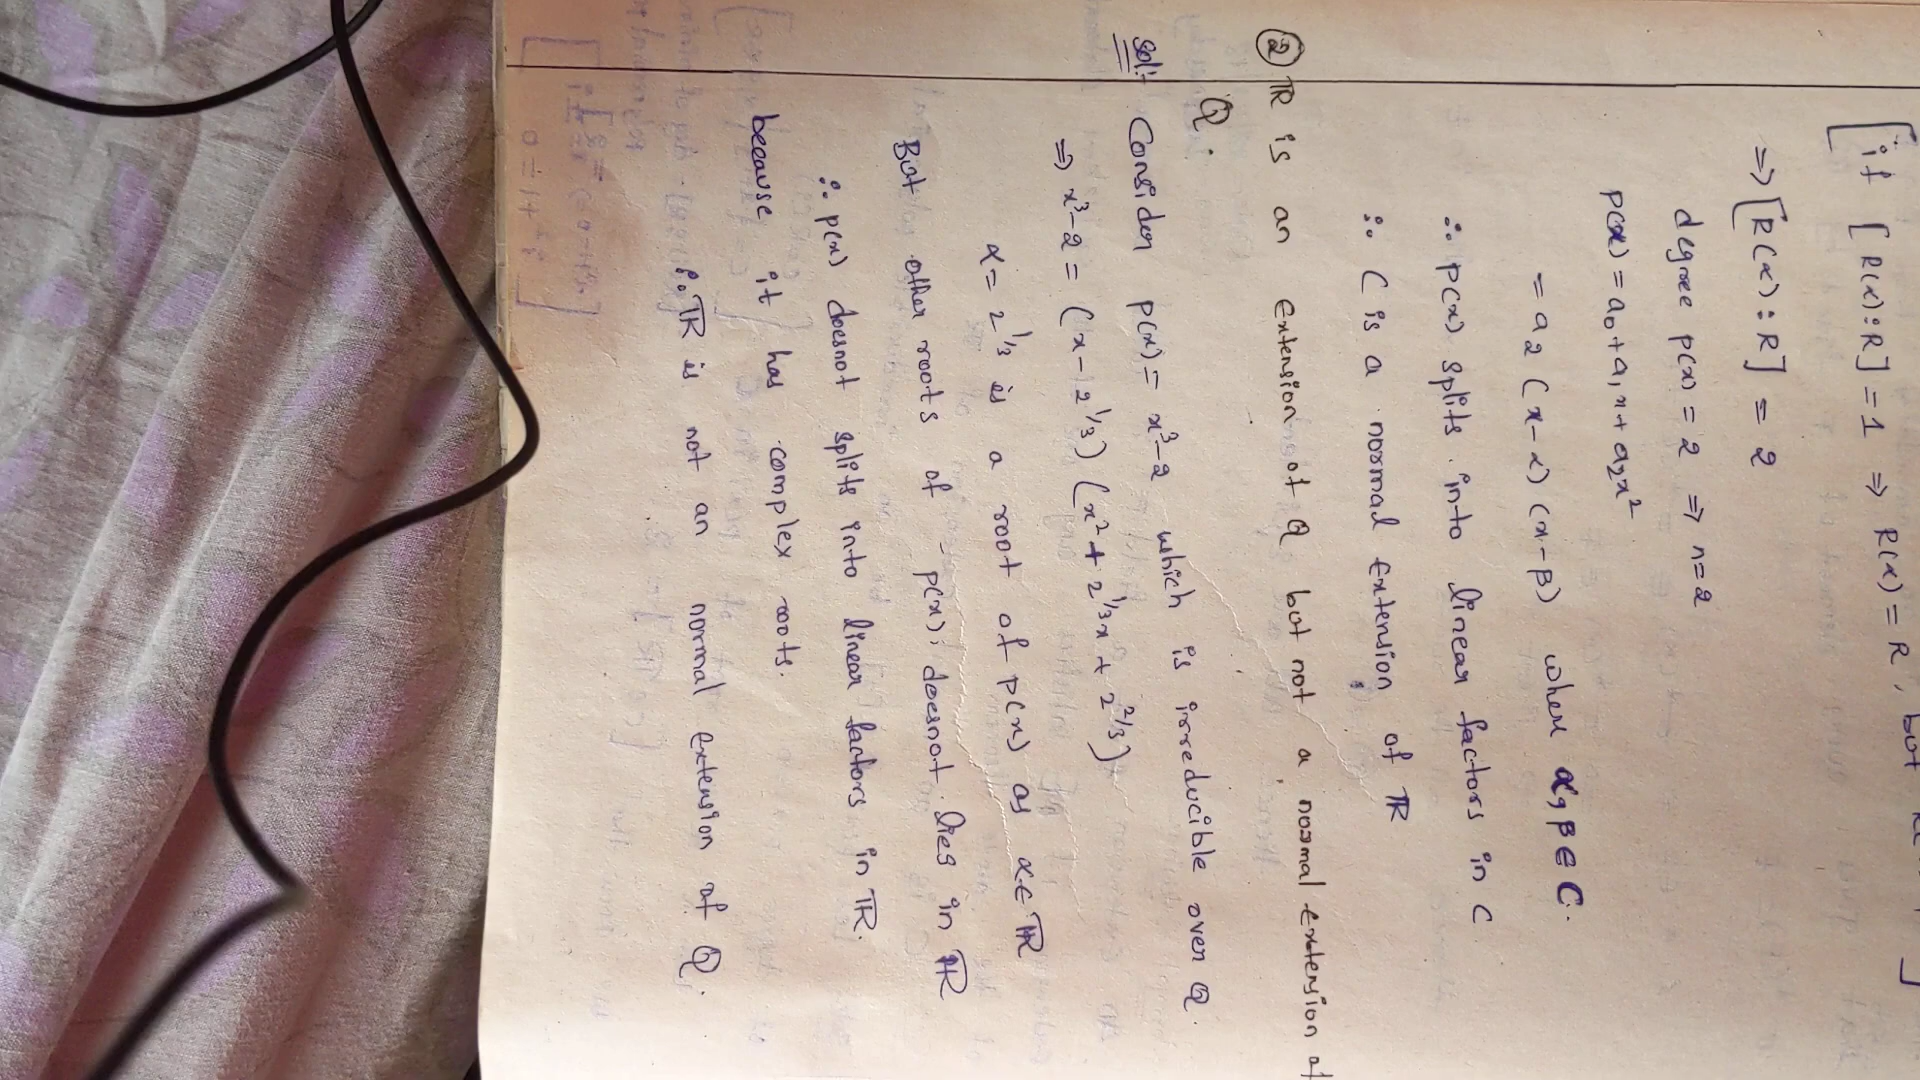 [if [R(α):R] = 1 ⇒ R(α) = R, but
⇒ [R(α):R] = 2
degree p(x) = 2 ⇒ n=2
p(x) = a₀ + a₁x + a₂x²
= a₂ (x-α) (x-β) when α, β ∈ C.
∴ p(x) splits into linear factors in C
∴ C is a normal extension of R
② R is an extension of Q but not a normal extension of
Q.
Sol: Consider p(x) = x³-2 which is irreducible over Q.
⇒ x³-2 = (x-2^{1/3}) (x² + 2^{1/3}x + 2^{2/3})
α = 2^{1/3} is a root of p(x) as α ∈ R
But other roots of p(x) doesnot lies in R
∴ p(x) doesnot splits into linear factors in R.
because it has complex roots.
∴ R is not an normal extension of Q.